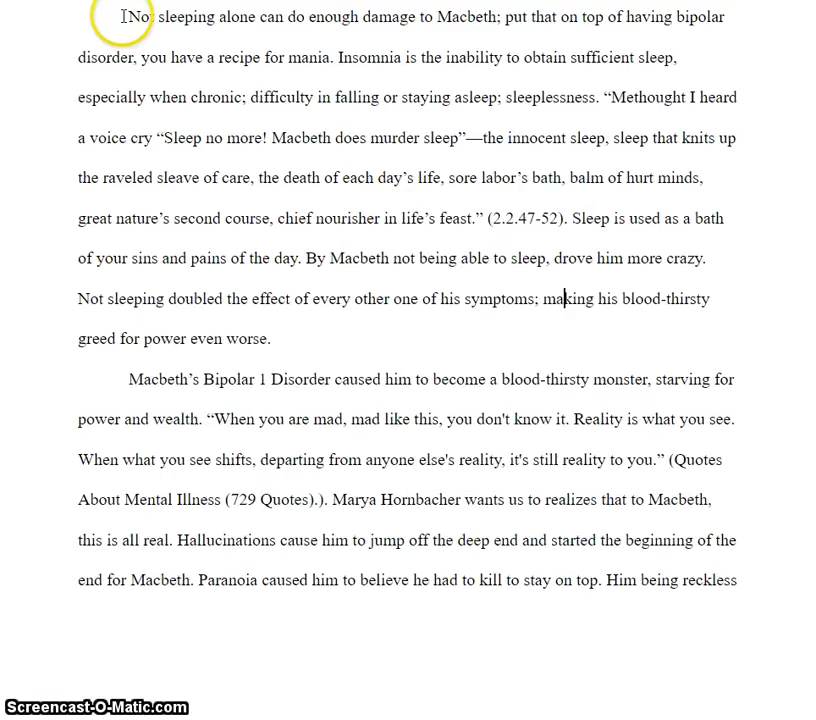 Not sleeping alone can do enough damage to Macbeth; put that on top of having bipolar
disorder, you have a recipe for mania. Insomnia is the inability to obtain sufficient sleep,
especially when chronic; difficulty in falling or staying asleep; sleeplessness. “Methought I heard
a voice cry “Sleep no more! Macbeth does murder sleep”—the innocent sleep, sleep that knits up
the raveled sleave of care, the death of each day’s life, sore labor’s bath, balm of hurt minds,
great nature’s second course, chief nourisher in life’s feast.” (2.2.47-52). Sleep is used as a bath
of your sins and pains of the day. By Macbeth not being able to sleep, drove him more crazy.
Not sleeping doubled the effect of every other one of his symptoms; making his blood-thirsty
greed for power even worse.
Macbeth’s Bipolar 1 Disorder caused him to become a blood-thirsty monster, starving for
power and wealth. “When you are mad, mad like this, you don't know it. Reality is what you see.
When what you see shifts, departing from anyone else's reality, it's still reality to you.” (Quotes
About Mental Illness (729 Quotes).). Marya Hornbacher wants us to realizes that to Macbeth,
this is all real. Hallucinations cause him to jump off the deep end and started the beginning of the
end for Macbeth. Paranoia caused him to believe he had to kill to stay on top. Him being reckless
Screencast-O-Matic.com